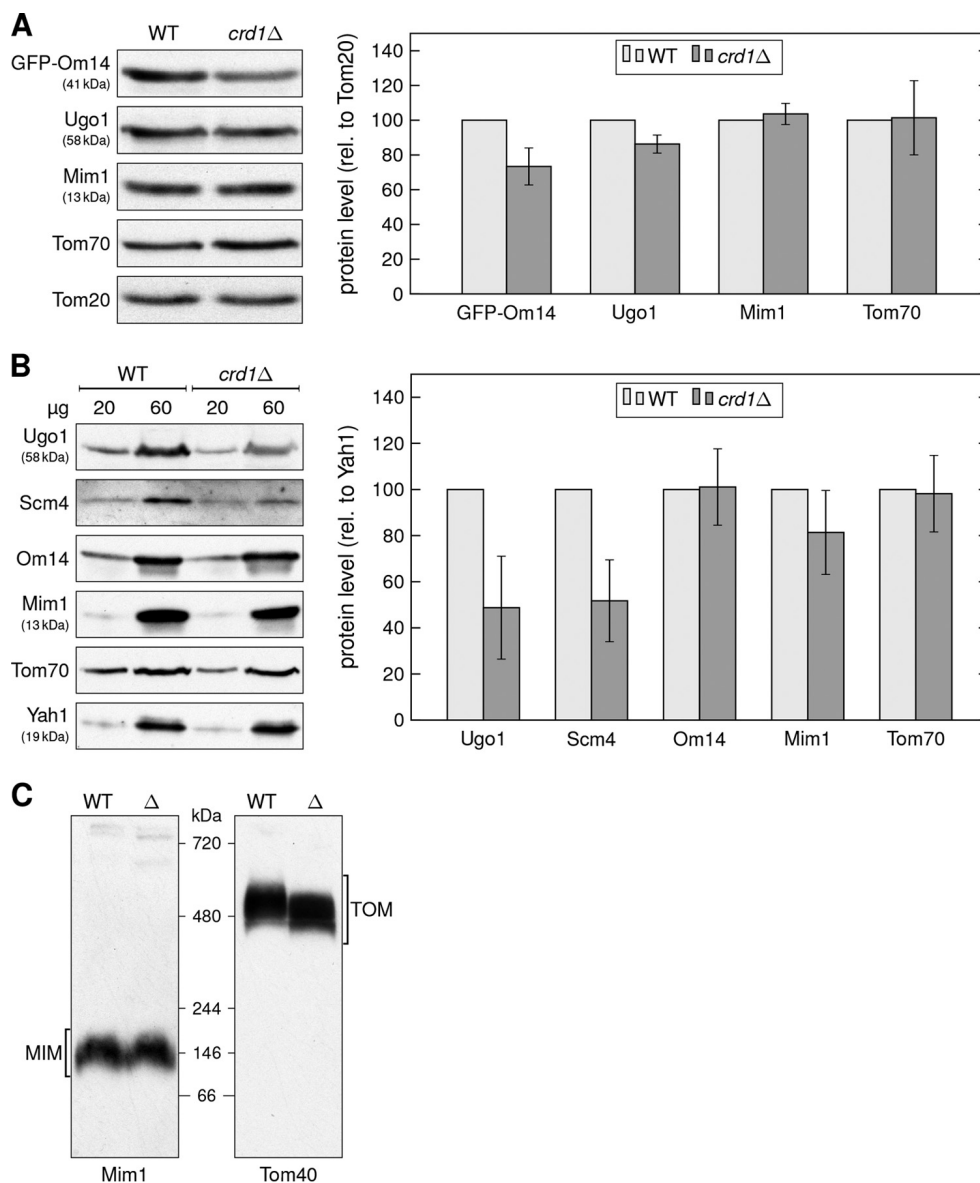 A
WT crd1Δ
GFP-Om14
(41 kDa)
Ugo1
(58 kDa)
Mim1
(13 kDa)
Tom70
Tom20
protein level (rel. to Tom20)
140
120
100
80
60
40
20
0
WT crd1Δ
GFP-Om14 Ugo1 Mim1 Tom70
B
WT crd1Δ
µg 20 60 20 60
Ugo1
(58 kDa)
Scm4
Om14
Mim1
(13 kDa)
Tom70
Yah1
(19 kDa)
protein level (rel. to Yah1)
140
120
100
80
60
40
20
0
WT crd1Δ
Ugo1 Scm4 Om14 Mim1 Tom70
C
WT Δ kDa WT Δ
720
480
244
146
66
MIM
TOM
Mim1 Tom40